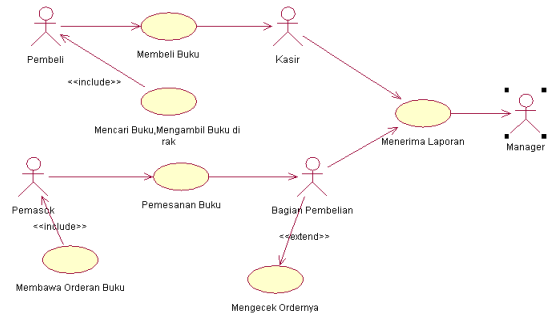 Pembeli
Membeli Buku
Kasir
<<include>>
Mencari Buku,Mengambil Buku di
rak
Menerima Laporan
Manager
Pemasok
Pemesanan Buku
Bagian Pembelian
<<include>>
<<extend>>
Membawa Orderan Buku
Mengecek Ordernya